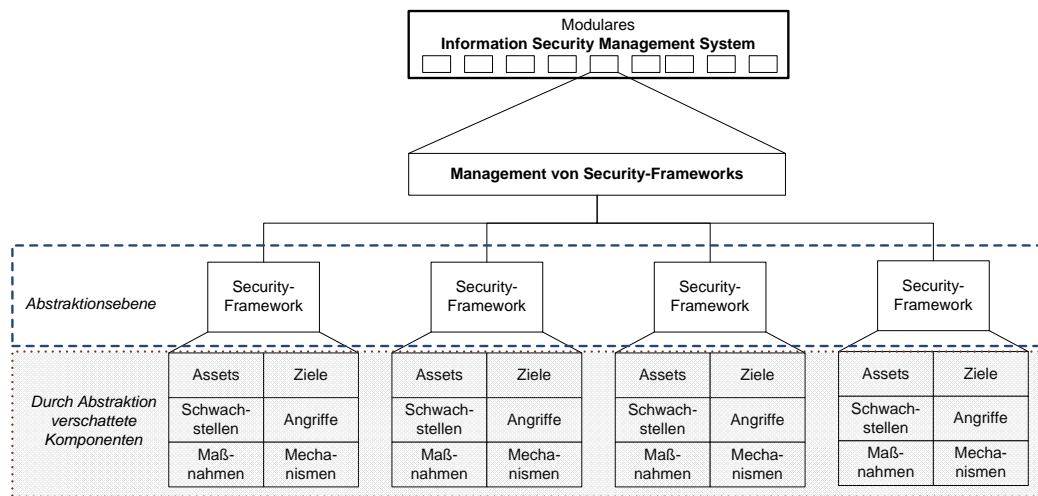 Modulares
Information Security Management System
Management von Security-Frameworks
Abstraktionsebene
Security-
Framework
Security-
Framework
Security-
Framework
Security-
Framework
Durch Abstraktion
verschattete
Komponenten
Assets
Ziele
Schwach-
stellen
Angriffe
Maß-
nahmen
Mecha-
nismen
Assets
Ziele
Schwach-
stellen
Angriffe
Maß-
nahmen
Mecha-
nismen
Assets
Ziele
Schwach-
stellen
Angriffe
Maß-
nahmen
Mecha-
nismen
Assets
Ziele
Schwach-
stellen
Angriffe
Maß-
nahmen
Mecha-
nismen